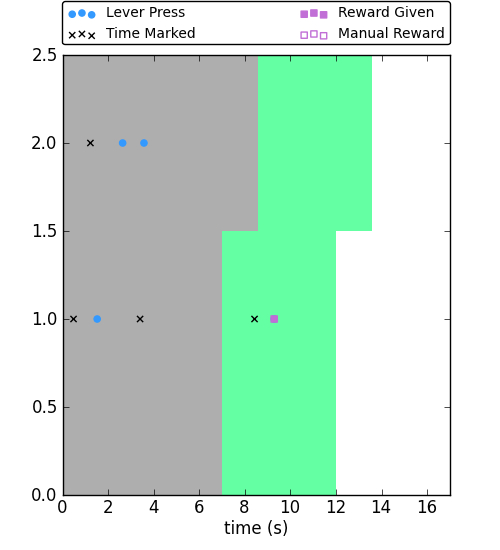 Lever Press
Reward Given
Time Marked
Manual Reward
2.5
2.0
1.5
1.0
0.5
0.0
0 2 4 6 8 10 12 14 16
time (s)